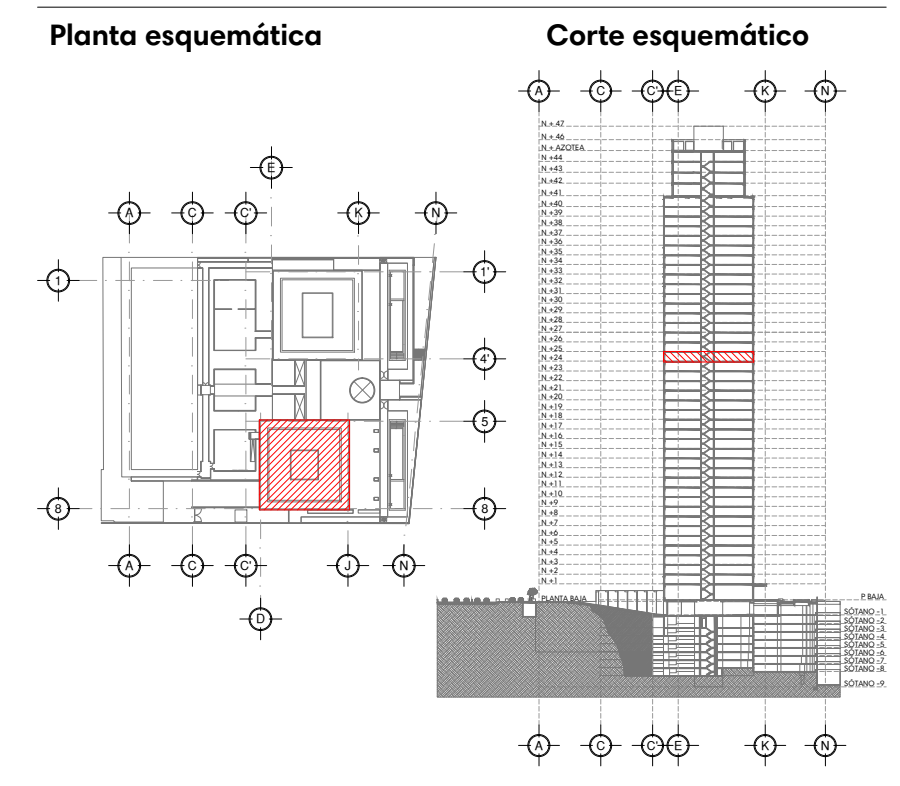 Planta esquemática
Corte esquemático
A C C' E K N
N + 47
N + 46
N + AZOTEA
N +44
N +43
N +42
N +41
N +40
N +39
N +38
N +37
N +36
N +35
N +34
N +33
N +32
N +31
N +30
N +29
N +28
N +27
N +26
N +25
N +24
N +23
N +22
N +21
N +20
N +19
N +18
N +17
N +16
N +15
N +14
N +13
N +12
N +11
N +10
N +9
N +8
N +7
N +6
N +5
N +4
N +3
N +2
N +1
PLANTA BAJA
P BAJA
SÓTANO -1
SÓTANO -2
SÓTANO -3
SÓTANO -4
SÓTANO -5
SÓTANO -6
SÓTANO -7
SÓTANO -8
SÓTANO -9
A C C' E K N
E
A C C' K N
1 1'
4'
5
8 8
A C C' J N
D